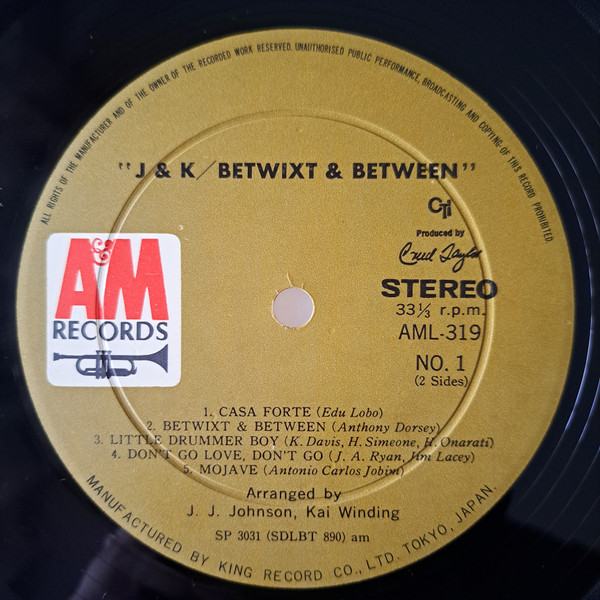 ALL RIGHTS OF THE MANUFACTURER AND OF THE OWNER OF THE RECORDED WORK RESERVED. UNAUTHORISED PUBLIC PERFORMANCE, BROADCASTING AND COPYING OF THIS RECORD PROHIBITED.
"J & K/BETWIXT & BETWEEN"
CTi
Produced by
Creed Taylor
A&M
RECORDS
STEREO
33⅓ r.p.m.
AML-319
NO. 1
(2 Sides)
1. CASA FORTE (Edu Lobo)
2. BETWIXT & BETWEEN (Anthony Dorsey)
3. LITTLE DRUMMER BOY (K. Davis, H. Simeone, H. Onarati)
4. DON'T GO LOVE, DON'T GO (J. A. Ryan, Jim Lacey)
5. MOJAVE (Antonio Carlos Jobim)
Arranged by
J. J. Johnson, Kai Winding
SP 3031 (SDLBT 890) am
MANUFACTURED BY KING RECORD CO., LTD. TOKYO, JAPAN.